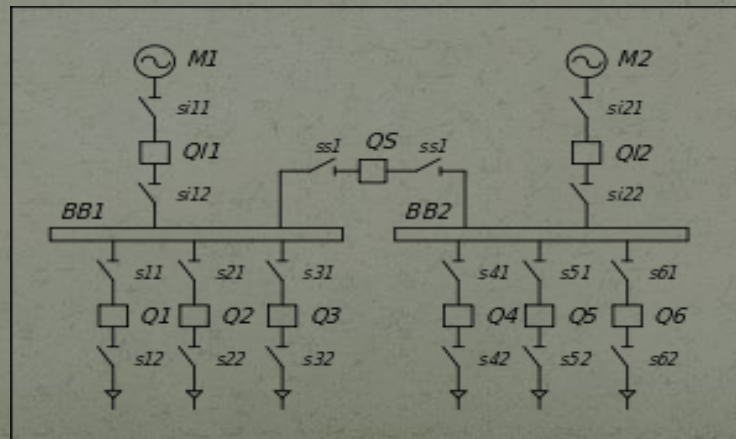 M1 M2
si11 si21
ss1 QS ss1
QI1 QI2
si12 si22
BB1 BB2
s11 s21 s31 s41 s51 s61
Q1 Q2 Q3 Q4 Q5 Q6
s12 s22 s32 s42 s52 s62